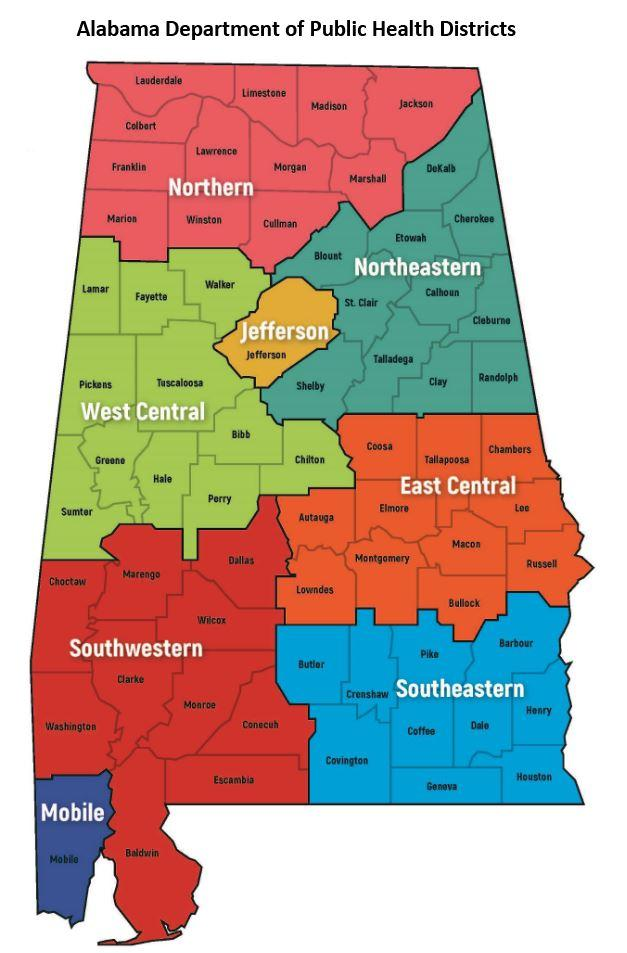 Alabama Department of Public Health Districts
Lauderdale
Limestone
Madison
Jackson
Colbert
Lawrence
Franklin
Morgan
Marshall
DeKalb
Northern
Marion
Winston
Cullman
Cherokee
Etowah
Blount
Northeastern
Lamar
Fayette
Walker
St. Clair
Calhoun
Cleburne
Jefferson
Jefferson
Talladega
Pickens
Tuscaloosa
Shelby
Clay
Randolph
West Central
Bibb
Coosa
Tallapoosa
Chambers
Greene
Chilton
Hale
East Central
Perry
Sumter
Autauga
Elmore
Lee
Macon
Dallas
Montgomery
Russell
Choctaw
Marengo
Lowndes
Bullock
Wilcox
Southwestern
Butler
Pike
Barbour
Clarke
Crenshaw
Southeastern
Monroe
Henry
Washington
Conecuh
Coffee
Dale
Covington
Escambia
Geneva
Houston
Mobile
Mobile
Baldwin